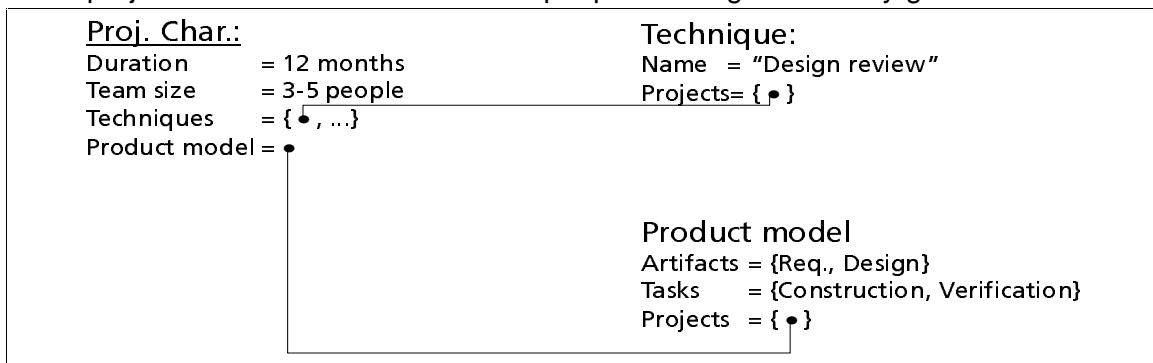 Proj. Char.:
Duration = 12 months
Team size = 3-5 people
Techniques = { • , ...}
Product model = •
Technique:
Name = “Design review”
Projects= { • }
Product model
Artifacts = {Req., Design}
Tasks = {Construction, Verification}
Projects = { • }